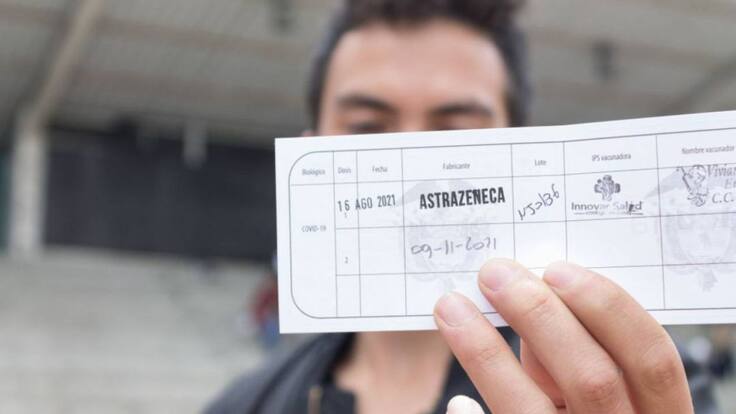 Biológico Dosis Fecha Fabricante Lote IPS vacunadora Nombre vacunador
COVID-19 1 16 AGO 2021 ASTRAZENECA Innovar Salud
C.C.
2 09-11-2021